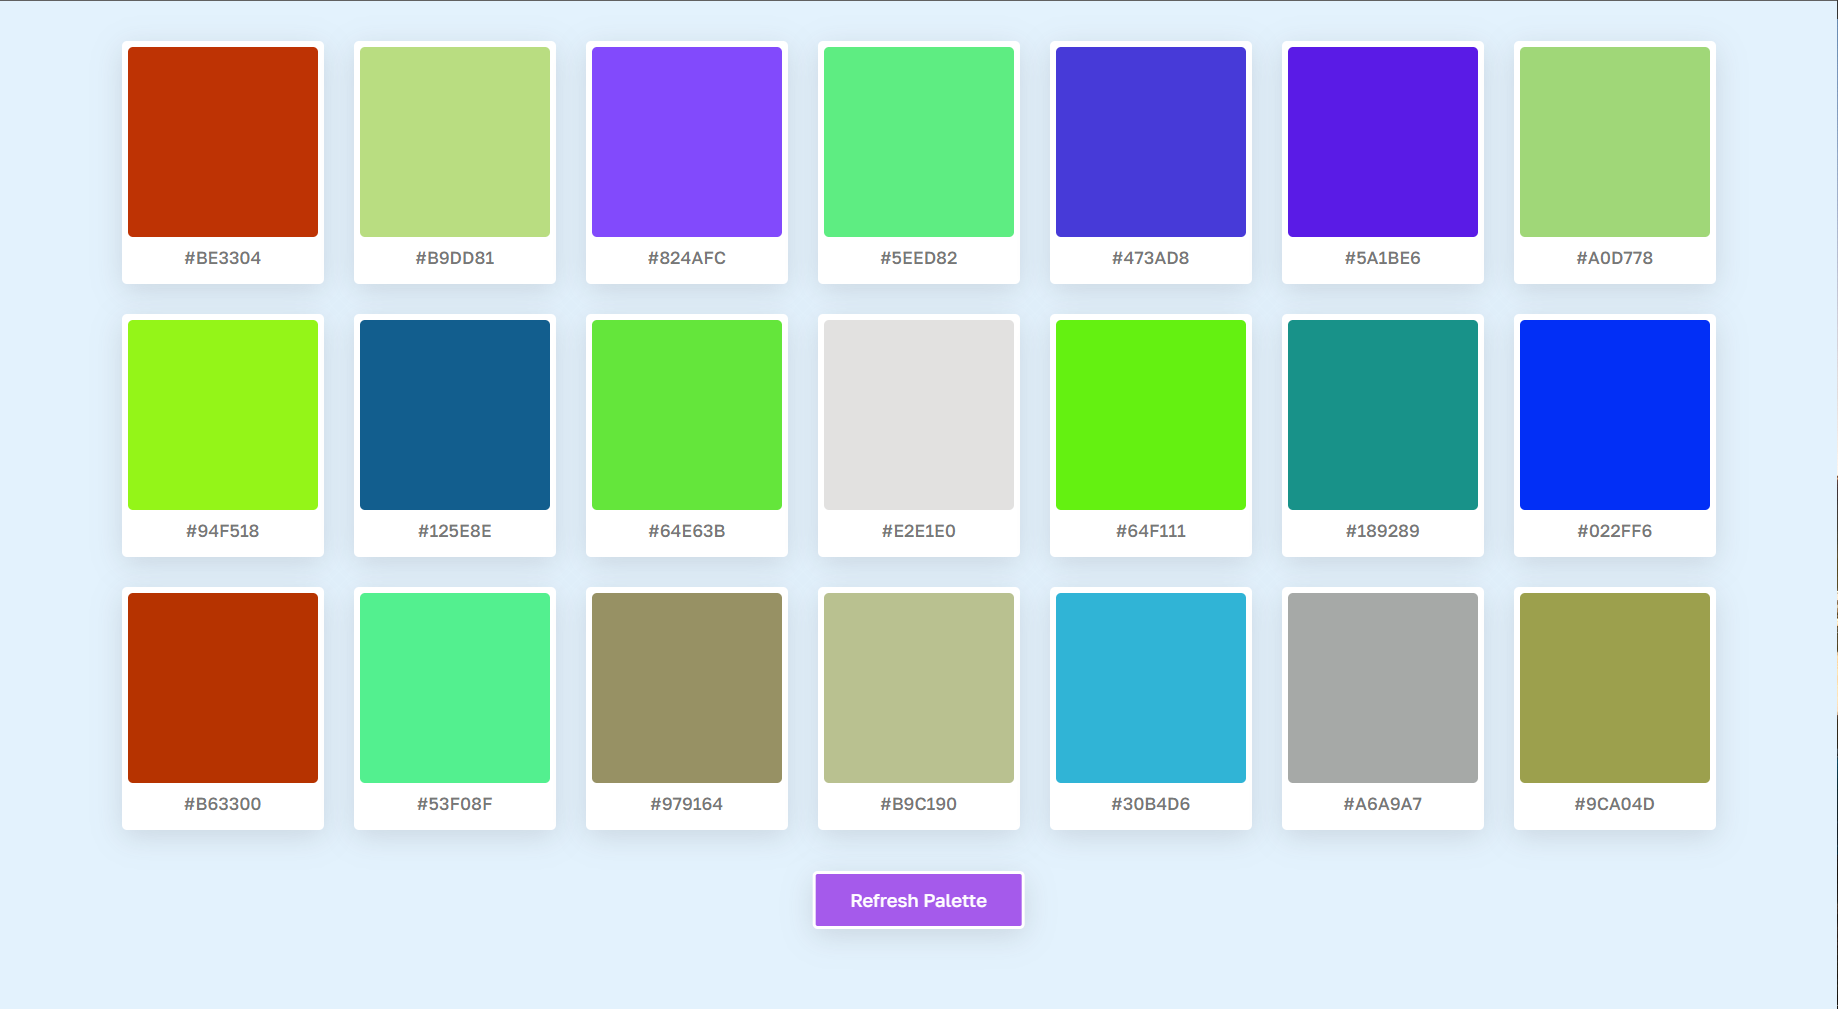 #BE3304
#B9DD81
#824AFC
#5EED82
#473AD8
#5A1BE6
#A0D778
#94F518
#125E8E
#64E63B
#E2E1E0
#64F111
#189289
#022FF6
#B63300
#53F08F
#979164
#B9C190
#30B4D6
#A6A9A7
#9CA04D
Refresh Palette